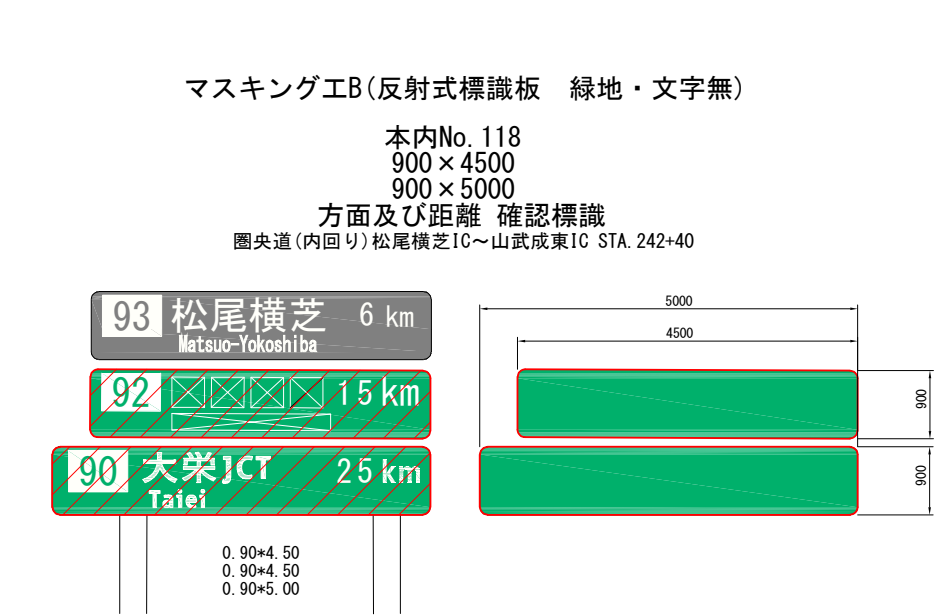 マスキング工B(反射式標識板　緑地・文字無)
本内No.118
900×4500
900×5000
方面及び距離 確認標識
圏央道(内回り)松尾横芝IC～山武成東IC STA.242+40
93 松尾横芝 6 km
Matsuo-Yokoshiba
92 15 km
90 大栄JCT 25 km
Taiei
5000
4500
900
900
0.90*4.50
0.90*4.50
0.90*5.00